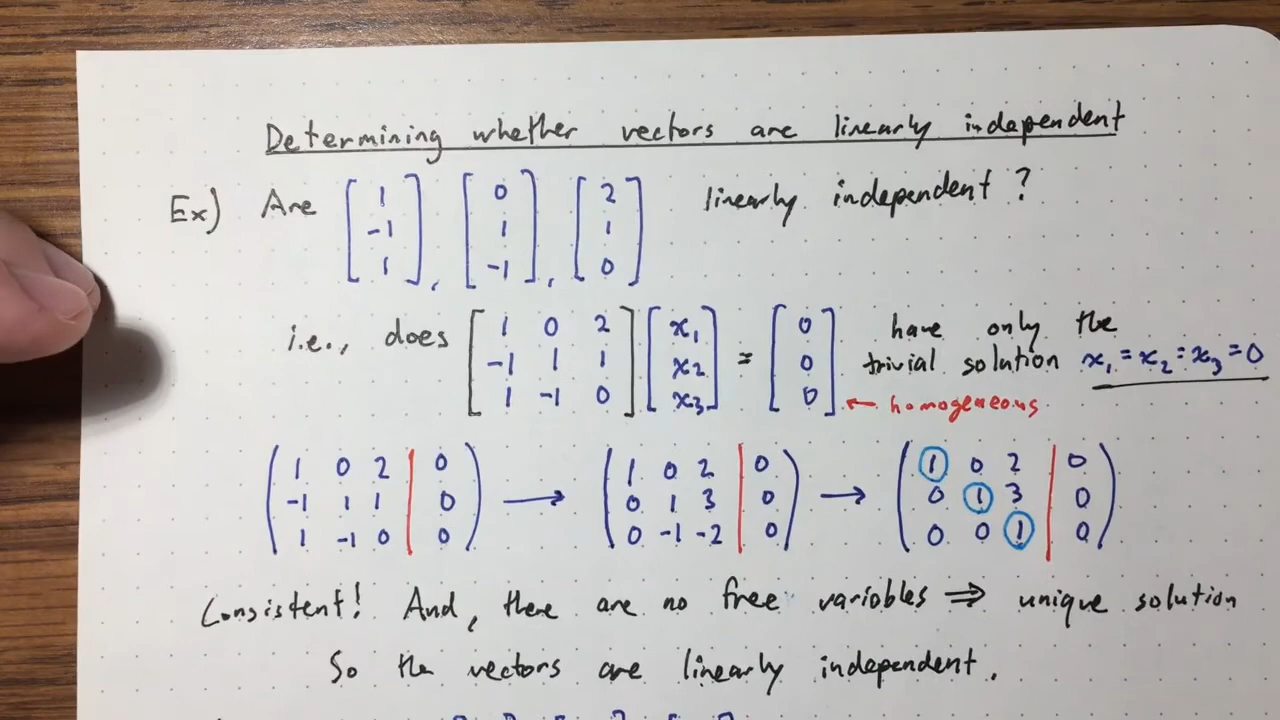 Determining whether vectors are linearly independent
Ex) Are [1 -1 1], [0 1 -1], [2 1 0] linearly independent?
i.e., does [1 0 2 -1 1 1 1 -1 0] [x₁ x₂ x₃] = [0 0 0] have only the
trivial solution x₁ = x₂ = x₃ = 0
← homogeneous
(1 0 2 | 0 → (1 0 2 | 0 → (1 0 2 | 0
-1 1 1 | 0 0 1 3 | 0 0 1 3 | 0
1 -1 0 | 0) 0 -1 -2 | 0) 0 0 1 | 0)
Consistent! And, there are no free variables ⇒ unique solution
So the vectors are linearly independent.